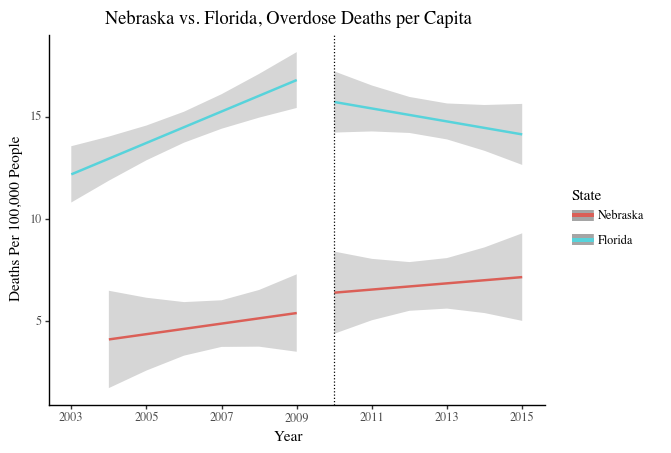 Nebraska vs. Florida, Overdose Deaths per Capita
Deaths Per 100,000 People
15
10
5
2003 2005 2007 2009 2011 2013 2015
Year
State
Nebraska
Florida